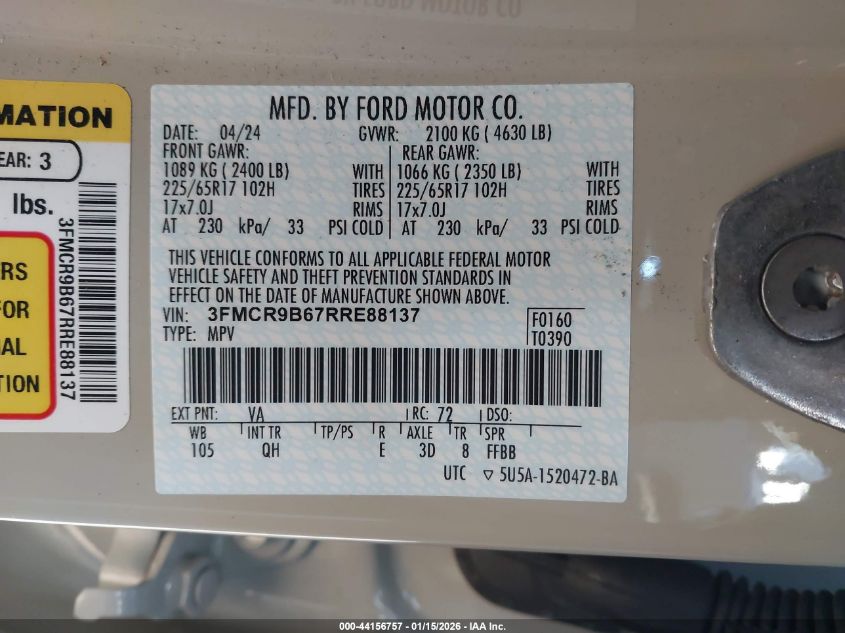 MATION
EAR: 3
lbs.
3FMCR9B67RRE88137
RS
FOR
AL
TION
MFD. BY FORD MOTOR CO.
DATE: 04/24 GVWR: 2100 KG ( 4630 LB)
FRONT GAWR: REAR GAWR:
1089 KG ( 2400 LB) WITH 1066 KG ( 2350 LB) WITH
225/65R17 102H TIRES 225/65R17 102H TIRES
17x7.0J RIMS 17x7.0J RIMS
AT 230 kPa/ 33 PSI COLD AT 230 kPa/ 33 PSI COLD
THIS VEHICLE CONFORMS TO ALL APPLICABLE FEDERAL MOTOR
VEHICLE SAFETY AND THEFT PREVENTION STANDARDS IN
EFFECT ON THE DATE OF MANUFACTURE SHOWN ABOVE.
VIN: 3FMCR9B67RRE88137 F0160
TYPE: MPV T0390
EXT PNT: VA RC: 72 DSO:
WB INT TR TP/PS R AXLE TR SPR
105 QH E 3D 8 FFBB
UTC ▽ 5U5A-1520472-BA
000-44156757 - 01/15/2026 - IAA Inc.